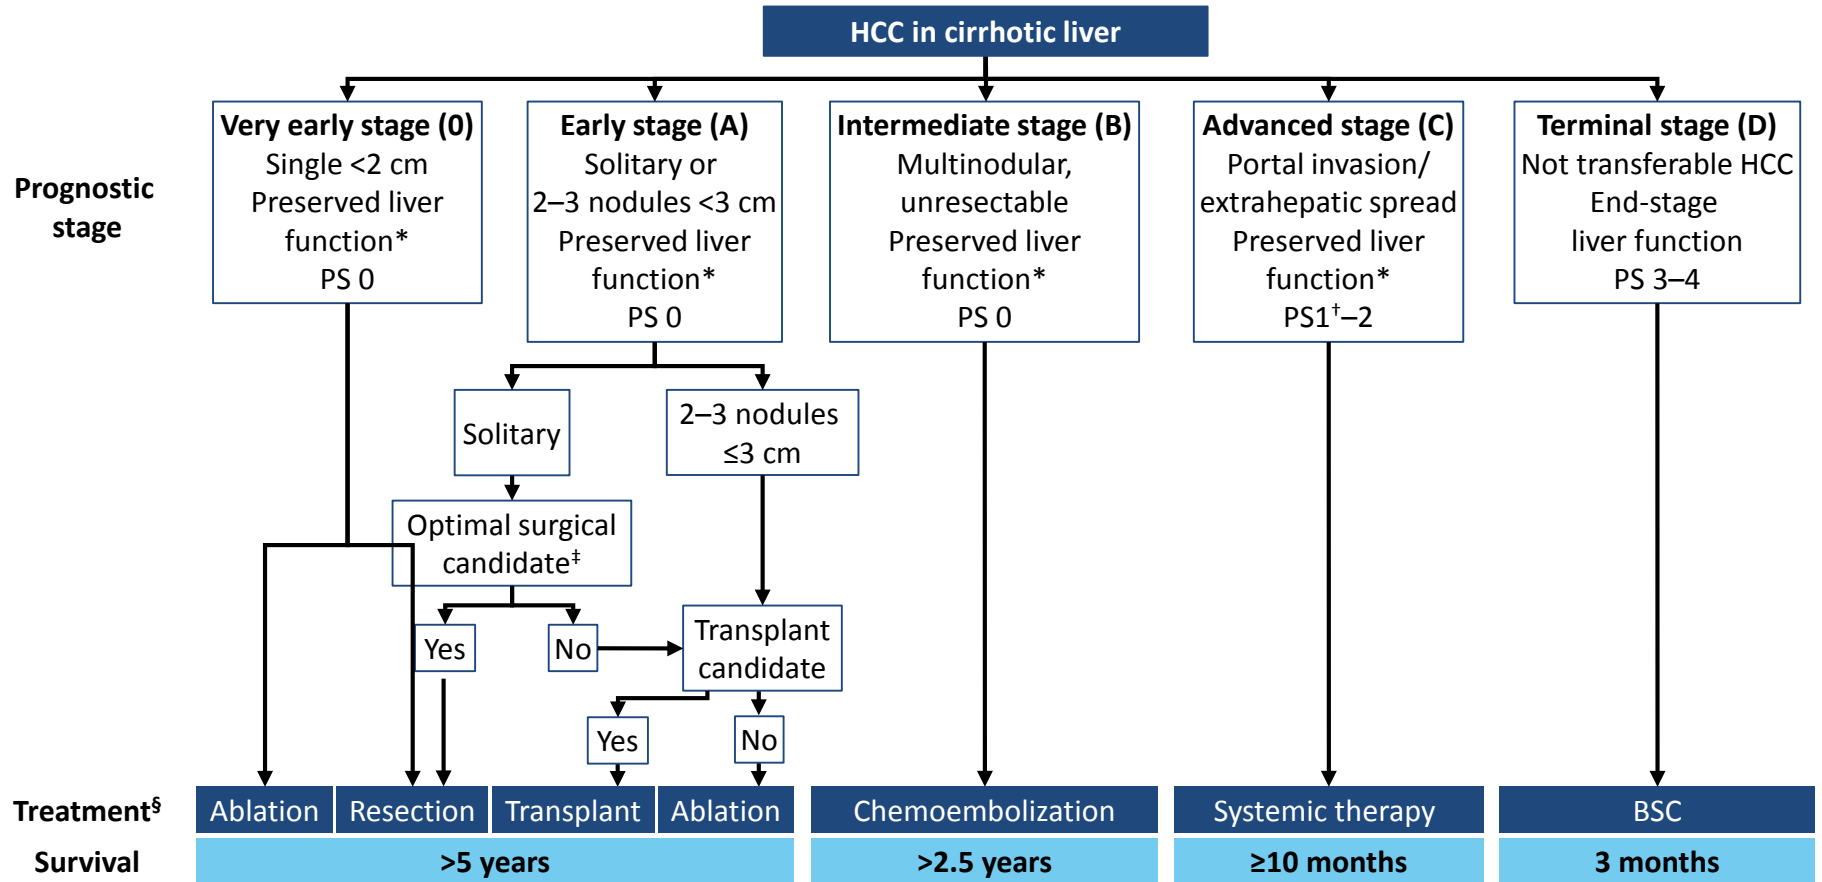 HCC in cirrhotic liver
Prognostic
stage
Very early stage (0)
Single <2 cm
Preserved liver
function*
PS 0
Early stage (A)
Solitary or
2–3 nodules <3 cm
Preserved liver
function*
PS 0
Intermediate stage (B)
Multinodular,
unresectable
Preserved liver
function*
PS 0
Advanced stage (C)
Portal invasion/
extrahepatic spread
Preserved liver
function*
PS1†–2
Terminal stage (D)
Not transferable HCC
End-stage
liver function
PS 3–4
Solitary
2–3 nodules
≤3 cm
Optimal surgical
candidate‡
Yes
No
Transplant
candidate
Yes
No
Treatment§
Ablation
Resection
Transplant
Ablation
Chemoembolization
Systemic therapy
BSC
Survival
>5 years
>2.5 years
≥10 months
3 months